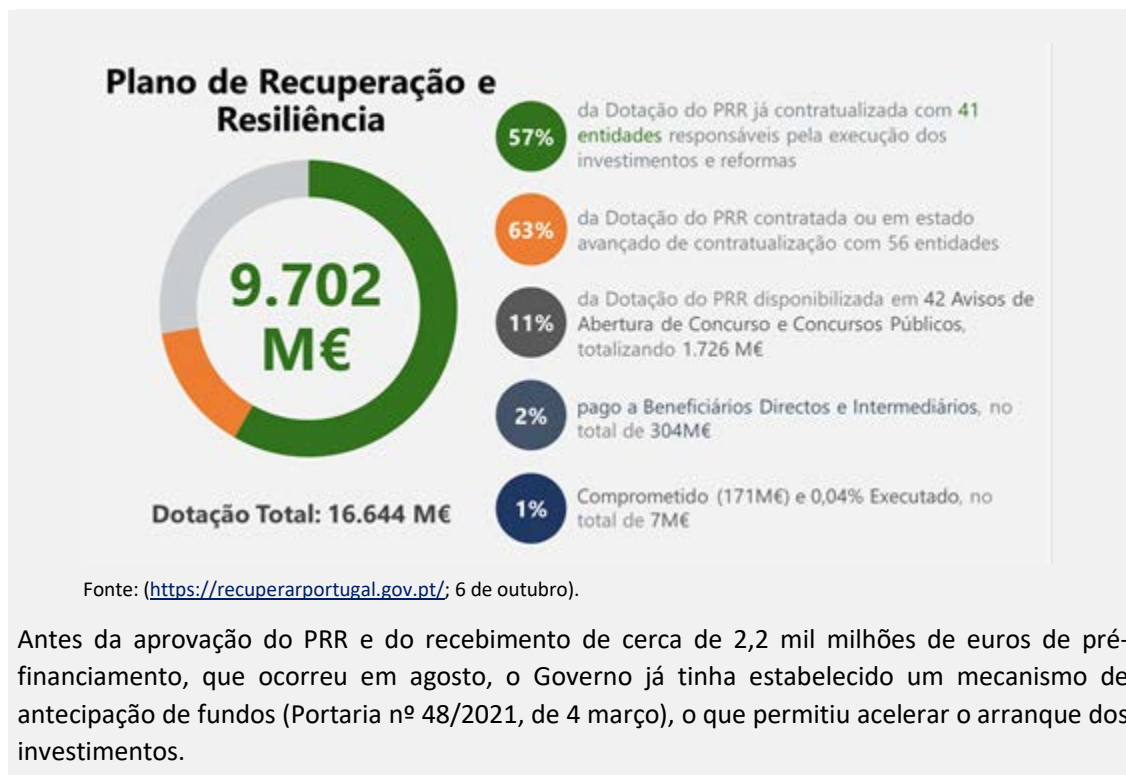 Plano de Recuperação e
Resiliência
9.702
M€
Dotação Total: 16.644 M€
57%
da Dotação do PRR já contratualizada com 41
entidades responsáveis pela execução dos
investimentos e reformas
63%
da Dotação do PRR contratada ou em estado
avançado de contratualização com 56 entidades
11%
da Dotação do PRR disponibilizada em 42 Avisos de
Abertura de Concurso e Concursos Públicos,
totalizando 1.726 M€
2%
pago a Beneficiários Directos e Intermediários, no
total de 304M€
1%
Comprometido (171M€) e 0,04% Executado, no
total de 7M€
Fonte: (https://recuperarportugal.gov.pt/; 6 de outubro).
Antes da aprovação do PRR e do recebimento de cerca de 2,2 mil milhões de euros de pré-
financiamento, que ocorreu em agosto, o Governo já tinha estabelecido um mecanismo de
antecipação de fundos (Portaria nº 48/2021, de 4 março), o que permitiu acelerar o arranque dos
investimentos.